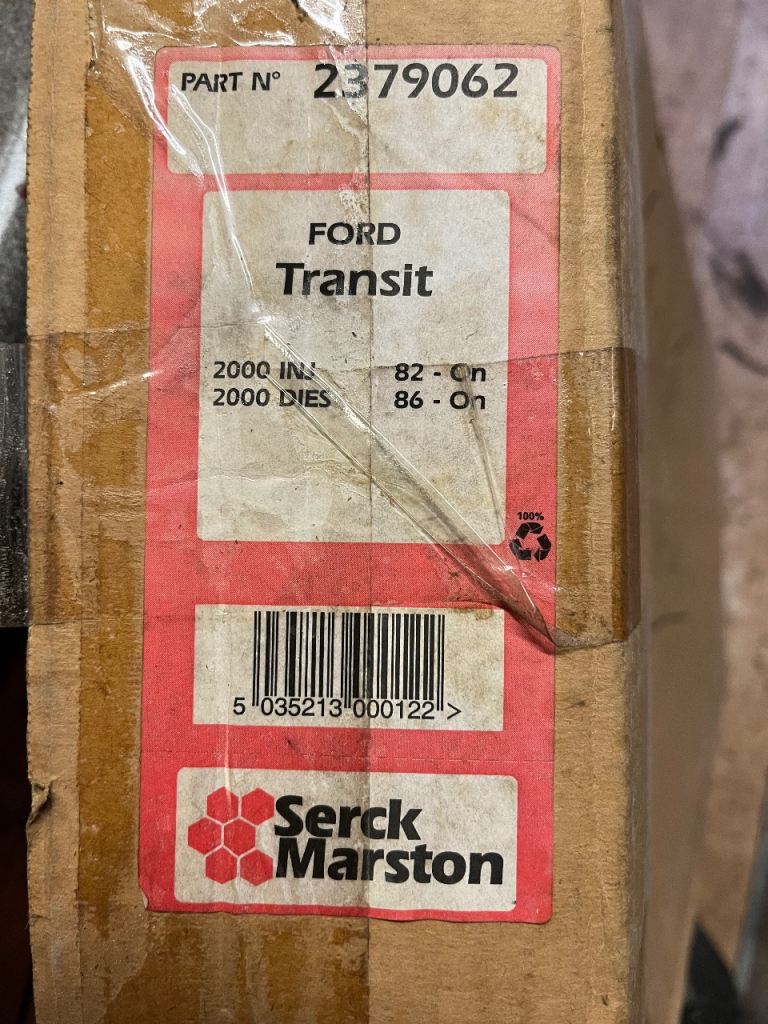 PART N° 2379062
FORD
Transit
2000 INJ 82 - On
2000 DIES 86 - On
100%
5 035213 000122 >
Serck
Marston